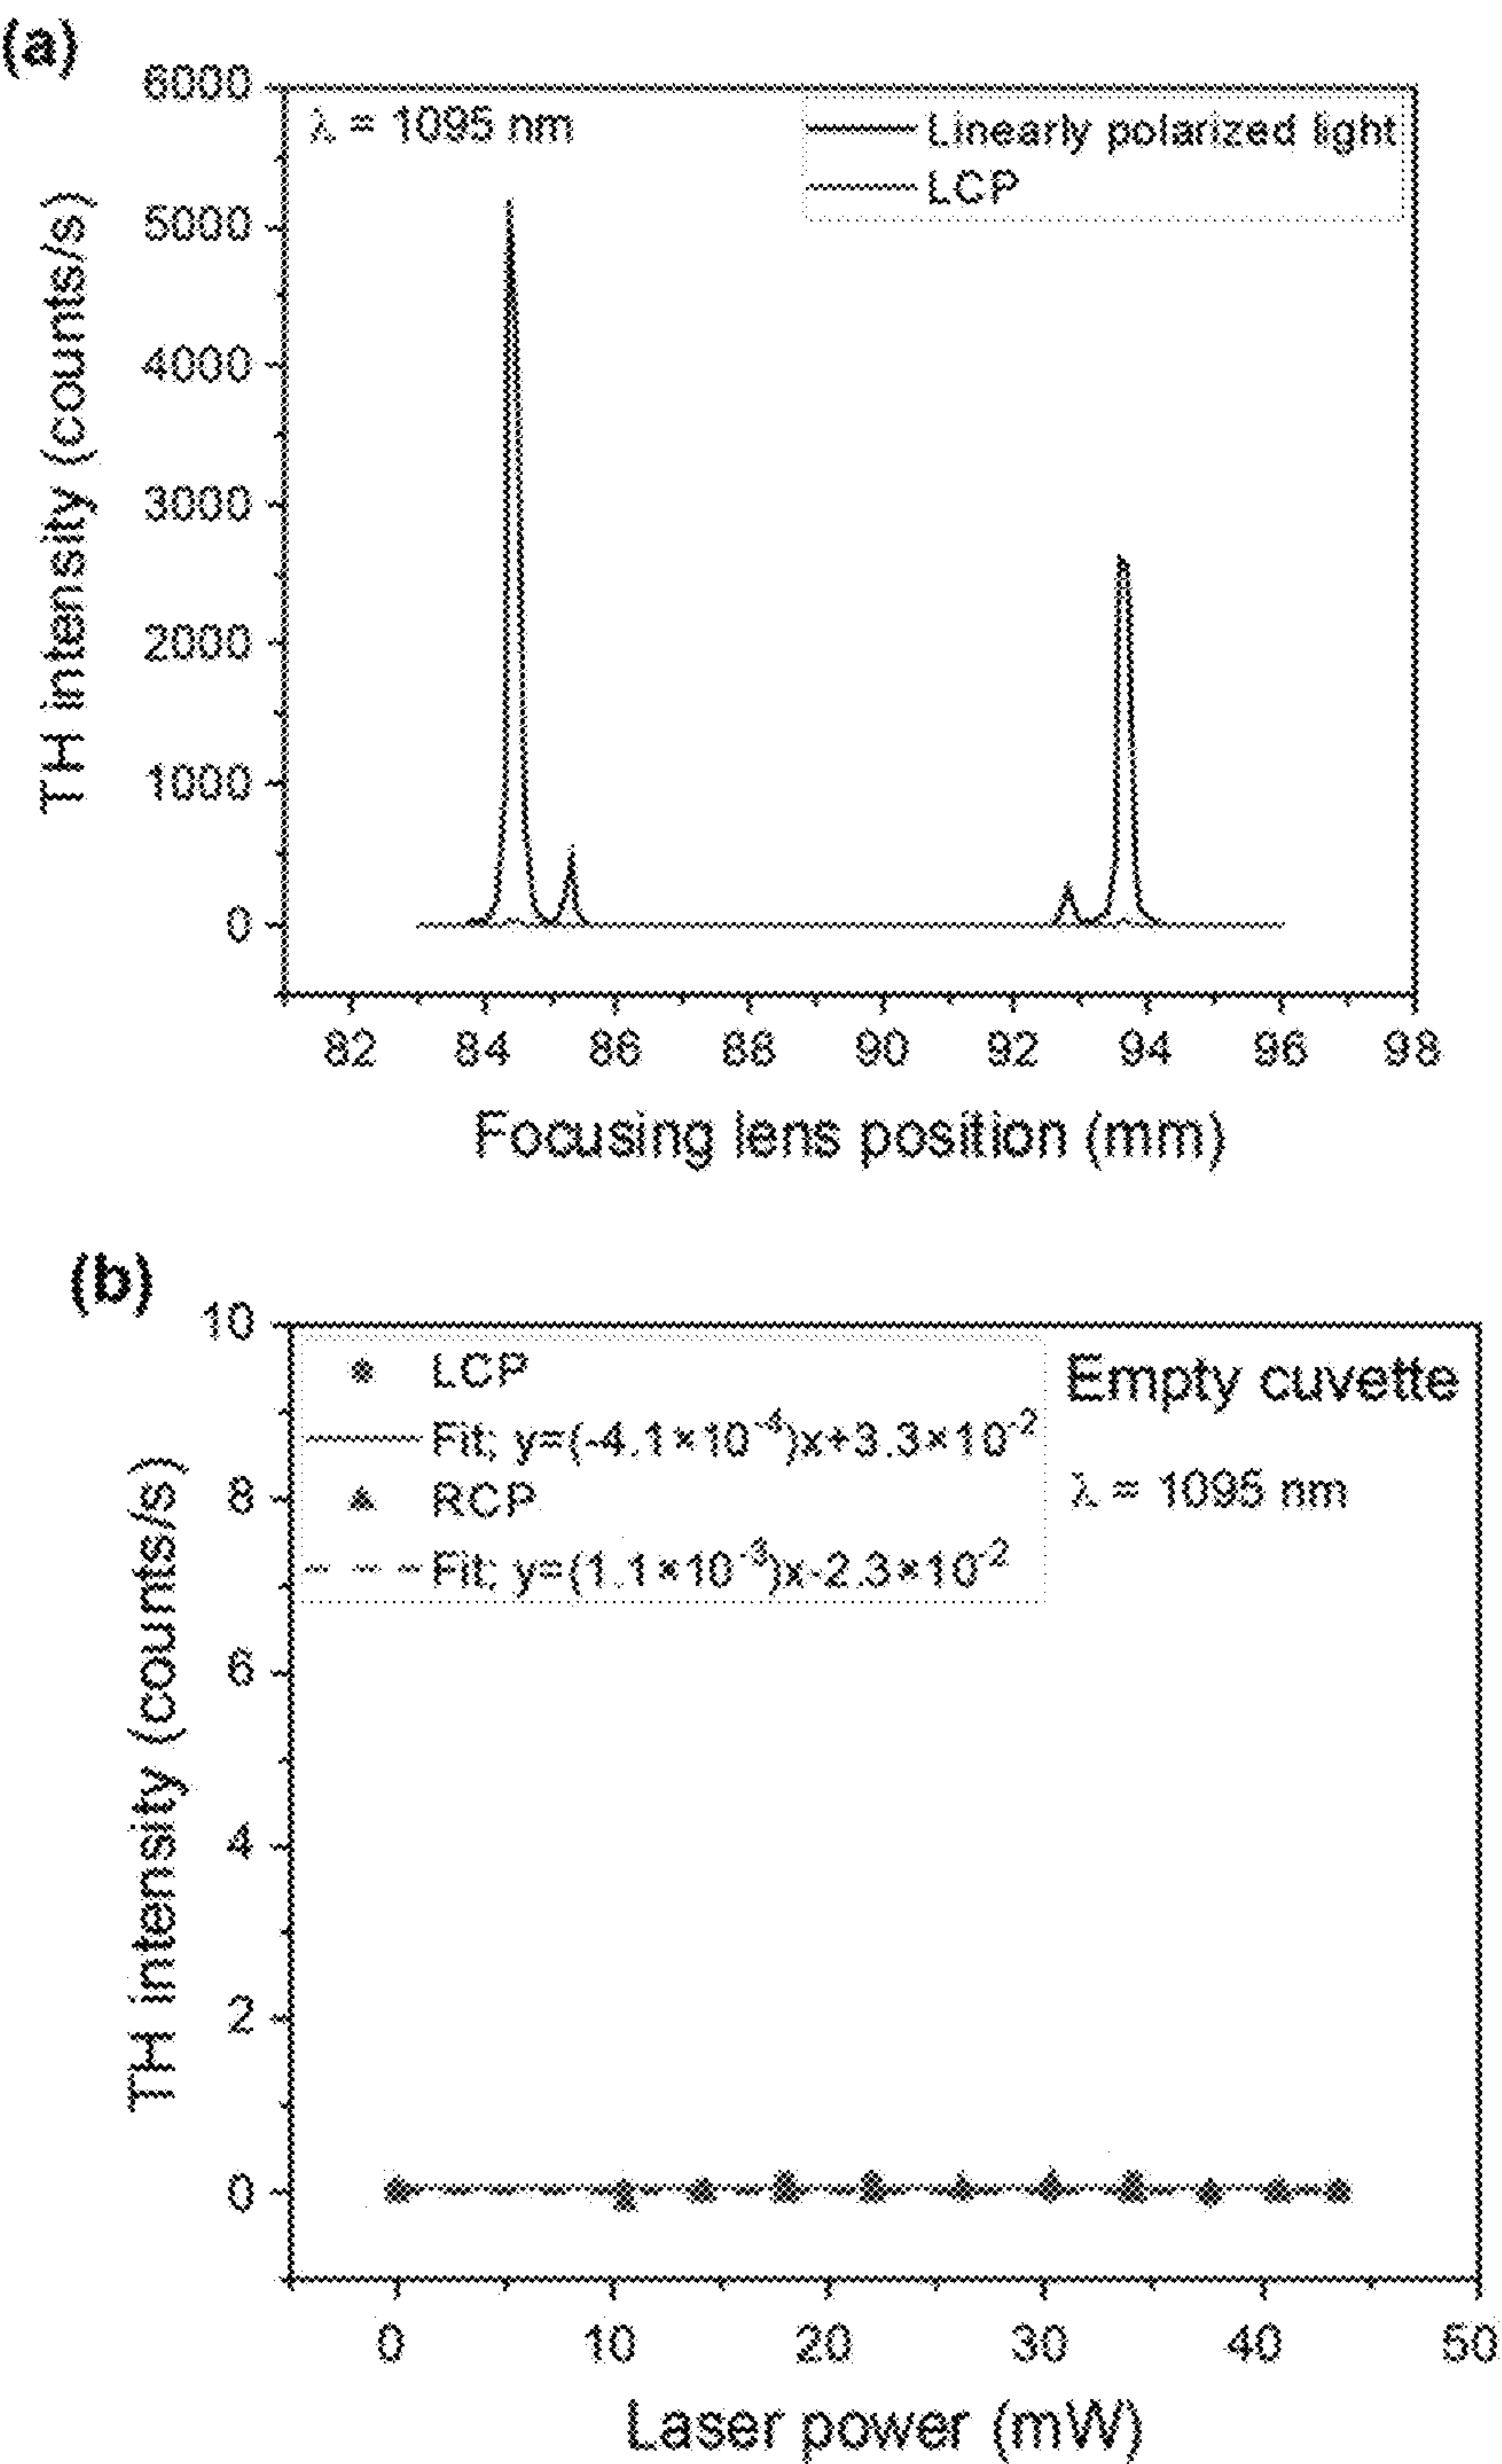 (a)
6000
5000
4000
3000
2000
1000
0
TH intensity (counts/s)
λ = 1095 nm
Linearly polarized light
LCP
82 84 86 88 90 92 94 96 98
Focusing lens position (mm)
(b)
10
8
6
4
2
0
TH intensity (counts/s)
LCP
Fit; y=(-4.1×10⁻⁴)x+3.3×10⁻²
RCP
Fit; y=(1.1×10⁻³)x-2.3×10⁻²
Empty cuvette
λ = 1095 nm
0 10 20 30 40 50
Laser power (mW)